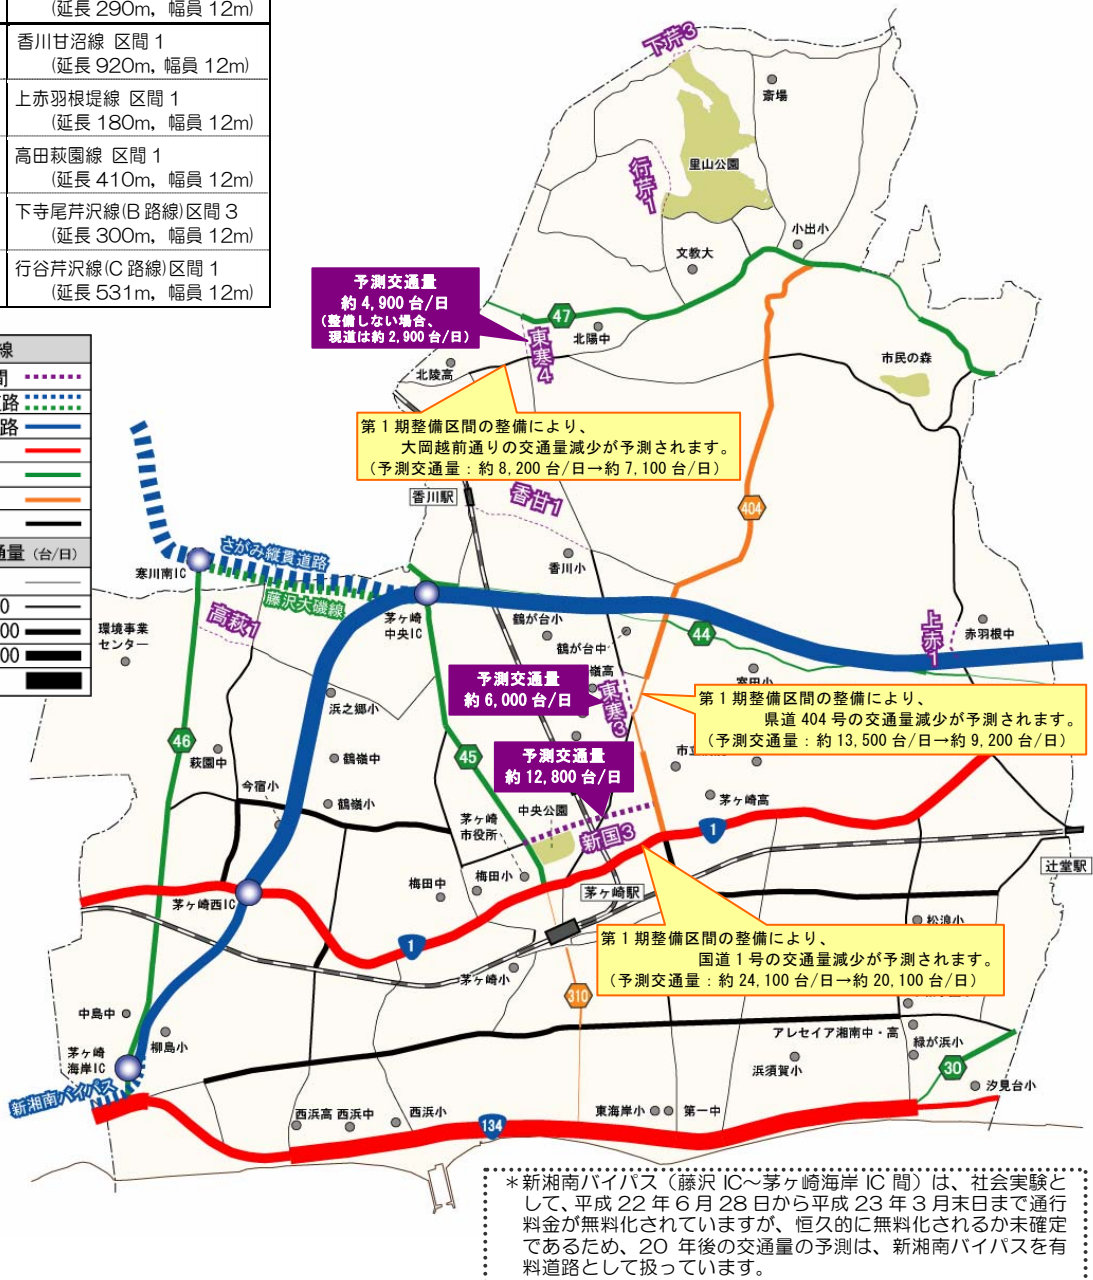 (延長 290m, 幅員 12m)
香川甘沼線 区間 1
(延長 920m, 幅員 12m)
上赤羽根堤線 区間 1
(延長 180m, 幅員 12m)
高田萩園線 区間 1
(延長 410m, 幅員 12m)
下寺尾芹沢線(B 路線)区間 3
(延長 300m, 幅員 12m)
行谷芹沢線(C 路線)区間 1
(延長 531m, 幅員 12m)
線
間
路
路
通量 (台/日)
0
00
00
下芹3
斎場
里山公園
行芹1
小出小
文教大
予測交通量
約 4,900 台/日
(整備しない場合、
現道は約 2,900 台/日)
47
北陽中
東寒4
北陵高
市民の森
第 1 期整備区間の整備により、
大岡越前通りの交通量減少が予測されます。
(予測交通量：約 8,200 台/日→約 7,100 台/日)
香川駅
香甘1
404
さがみ縦貫道路
寒川南IC
藤沢大磯線
香川小
茅ヶ崎
中央IC
高萩1
環境事業
センター
鶴が台小
鶴が台中
44
上赤1
赤羽根中
嶺高
室田小
予測交通量
約 6,000 台/日
東寒3
第 1 期整備区間の整備により、
県道 404 号の交通量減少が予測されます。
(予測交通量：約 13,500 台/日→約 9,200 台/日)
浜之郷小
46
萩園中
鶴嶺中
45
予測交通量
約 12,800 台/日
市立
今宿小
鶴嶺小
茅ヶ崎
市役所
中央公園
茅ヶ崎高
新国3
1
梅田中
梅田小
茅ヶ崎駅
辻堂駅
茅ヶ崎西IC
1
松浪小
第 1 期整備区間の整備により、
国道 1 号の交通量減少が予測されます。
(予測交通量：約 24,100 台/日→約 20,100 台/日)
茅ヶ崎小
310
中島中
柳島小
茅ヶ崎
海岸IC
アレセイア湘南中・高
緑が浜小
浜須賀小
30
汐見台小
新湘南バイパス
西浜高
西浜中
西浜小
134
東海岸小
第一中
＊新湘南バイパス（藤沢 IC～茅ヶ崎海岸 IC 間）は、社会実験と
して、平成 22 年 6 月 28 日から平成 23 年 3 月末日まで通行
料金が無料化されていますが、恒久的に無料化されるか未確定
であるため、20 年後の交通量の予測は、新湘南バイパスを有
料道路として扱っています。